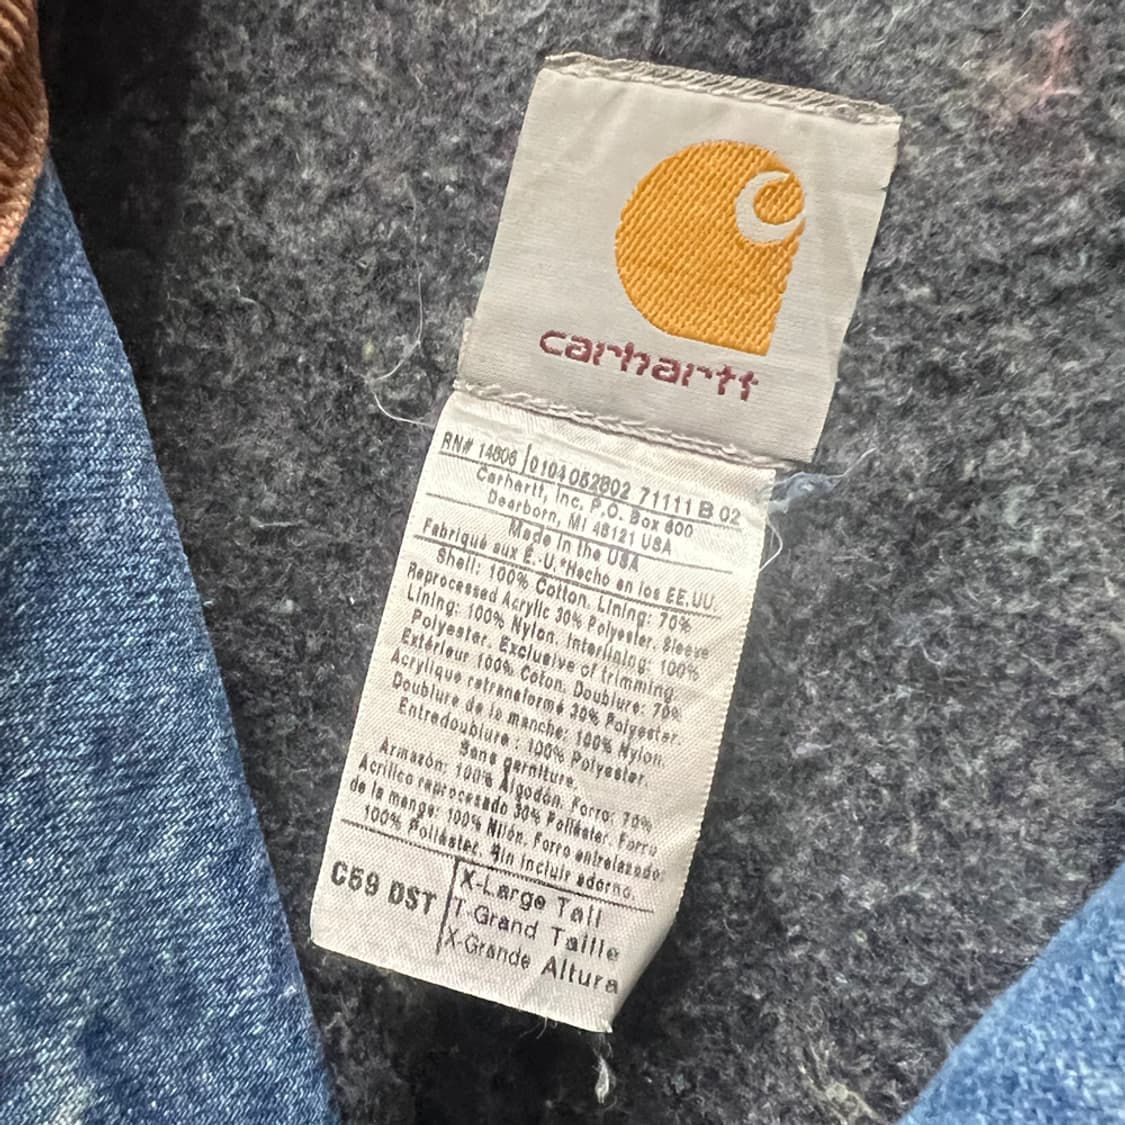 carhartt
RN# 14806 0104052802 71111 B 02
Carhartt, Inc. P.O. Box 600
Dearborn, MI 48121 USA
Made in the USA
Fabriqué aux É.-U.*Hecho en los EE.UU.
Shell: 100% Cotton. Lining: 70%
Reprocessed Acrylic 30% Polyester. Sleeve
Lining: 100% Nylon. Interlining: 100%
Polyester. Exclusive of trimming.
Extérieur 100% Coton. Doublure: 70%
Acrylique retransformé 30% Polyester.
Doublure de la manche: 100% Nylon.
Entredoublure : 100% Polyester.
Sans garniture.
Armazón: 100% Algodón. Forro: 70%
Acrílico reprocesado 30% Poliéster. Forro
de la manga: 100% Nilón. Forro entrelazado:
100% Poliéster. Sin incluir adorno.
C59 DST
X-Large Tall
T-Grand Taille
X-Grande Altura